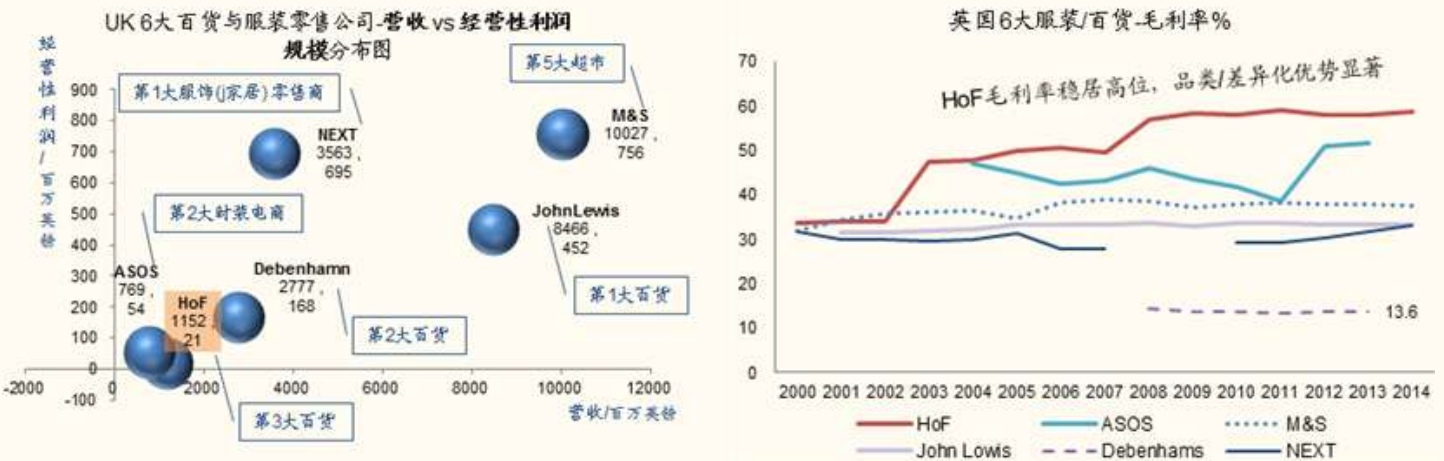 UK 6大百货与服装零售公司-营收 vs 经营性利润
规模分布图
经营性利润/百万英镑
900
800
700
600
500
400
300
200
100
0
-100
-2000
0
2000
4000
6000
8000
10000
12000
营收/百万英镑
第1大服饰(j家居)零售商
NEXT
3563 ,
695
第5大超市
M&S
10027 ,
756
第2大时装电商
ASOS
769 ,
54
HoF
1152 ,
21
第3大百货
Debenhamn
2777 ,
168
第2大百货
JohnLewis
8466 ,
452
第1大百货
英国6大服装/百货-毛利率%
HoF毛利率稳居高位，品类/差异化优势显著
70
60
50
40
30
20
10
0
13.6
2000 2001 2002 2003 2004 2005 2006 2007 2008 2009 2010 2011 2012 2013 2014
HoF ASOS M&S
John Lowis Debenhams NEXT